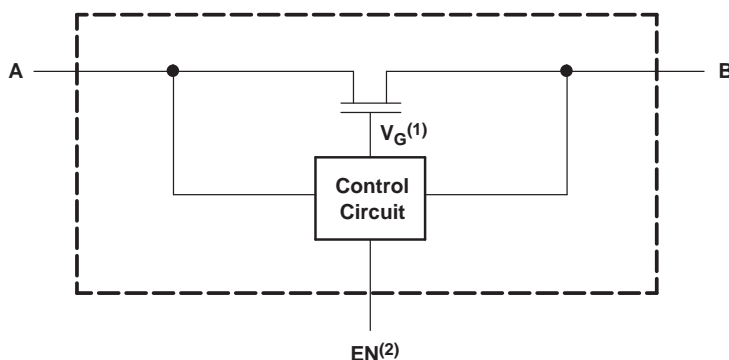 A
B
VG(1)
Control
Circuit
EN(2)